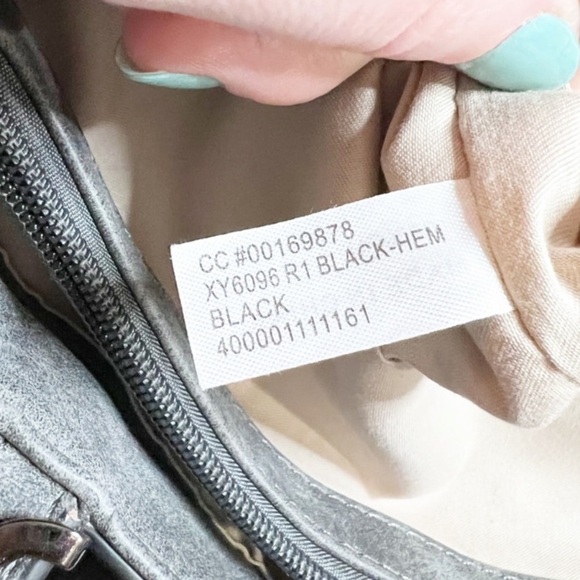 CC #00169878
XY6096 R1 BLACK-HEM
BLACK
400001111161